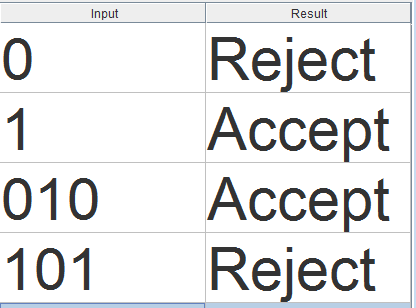 Input Result
0 Reject
1 Accept
010 Accept
101 Reject